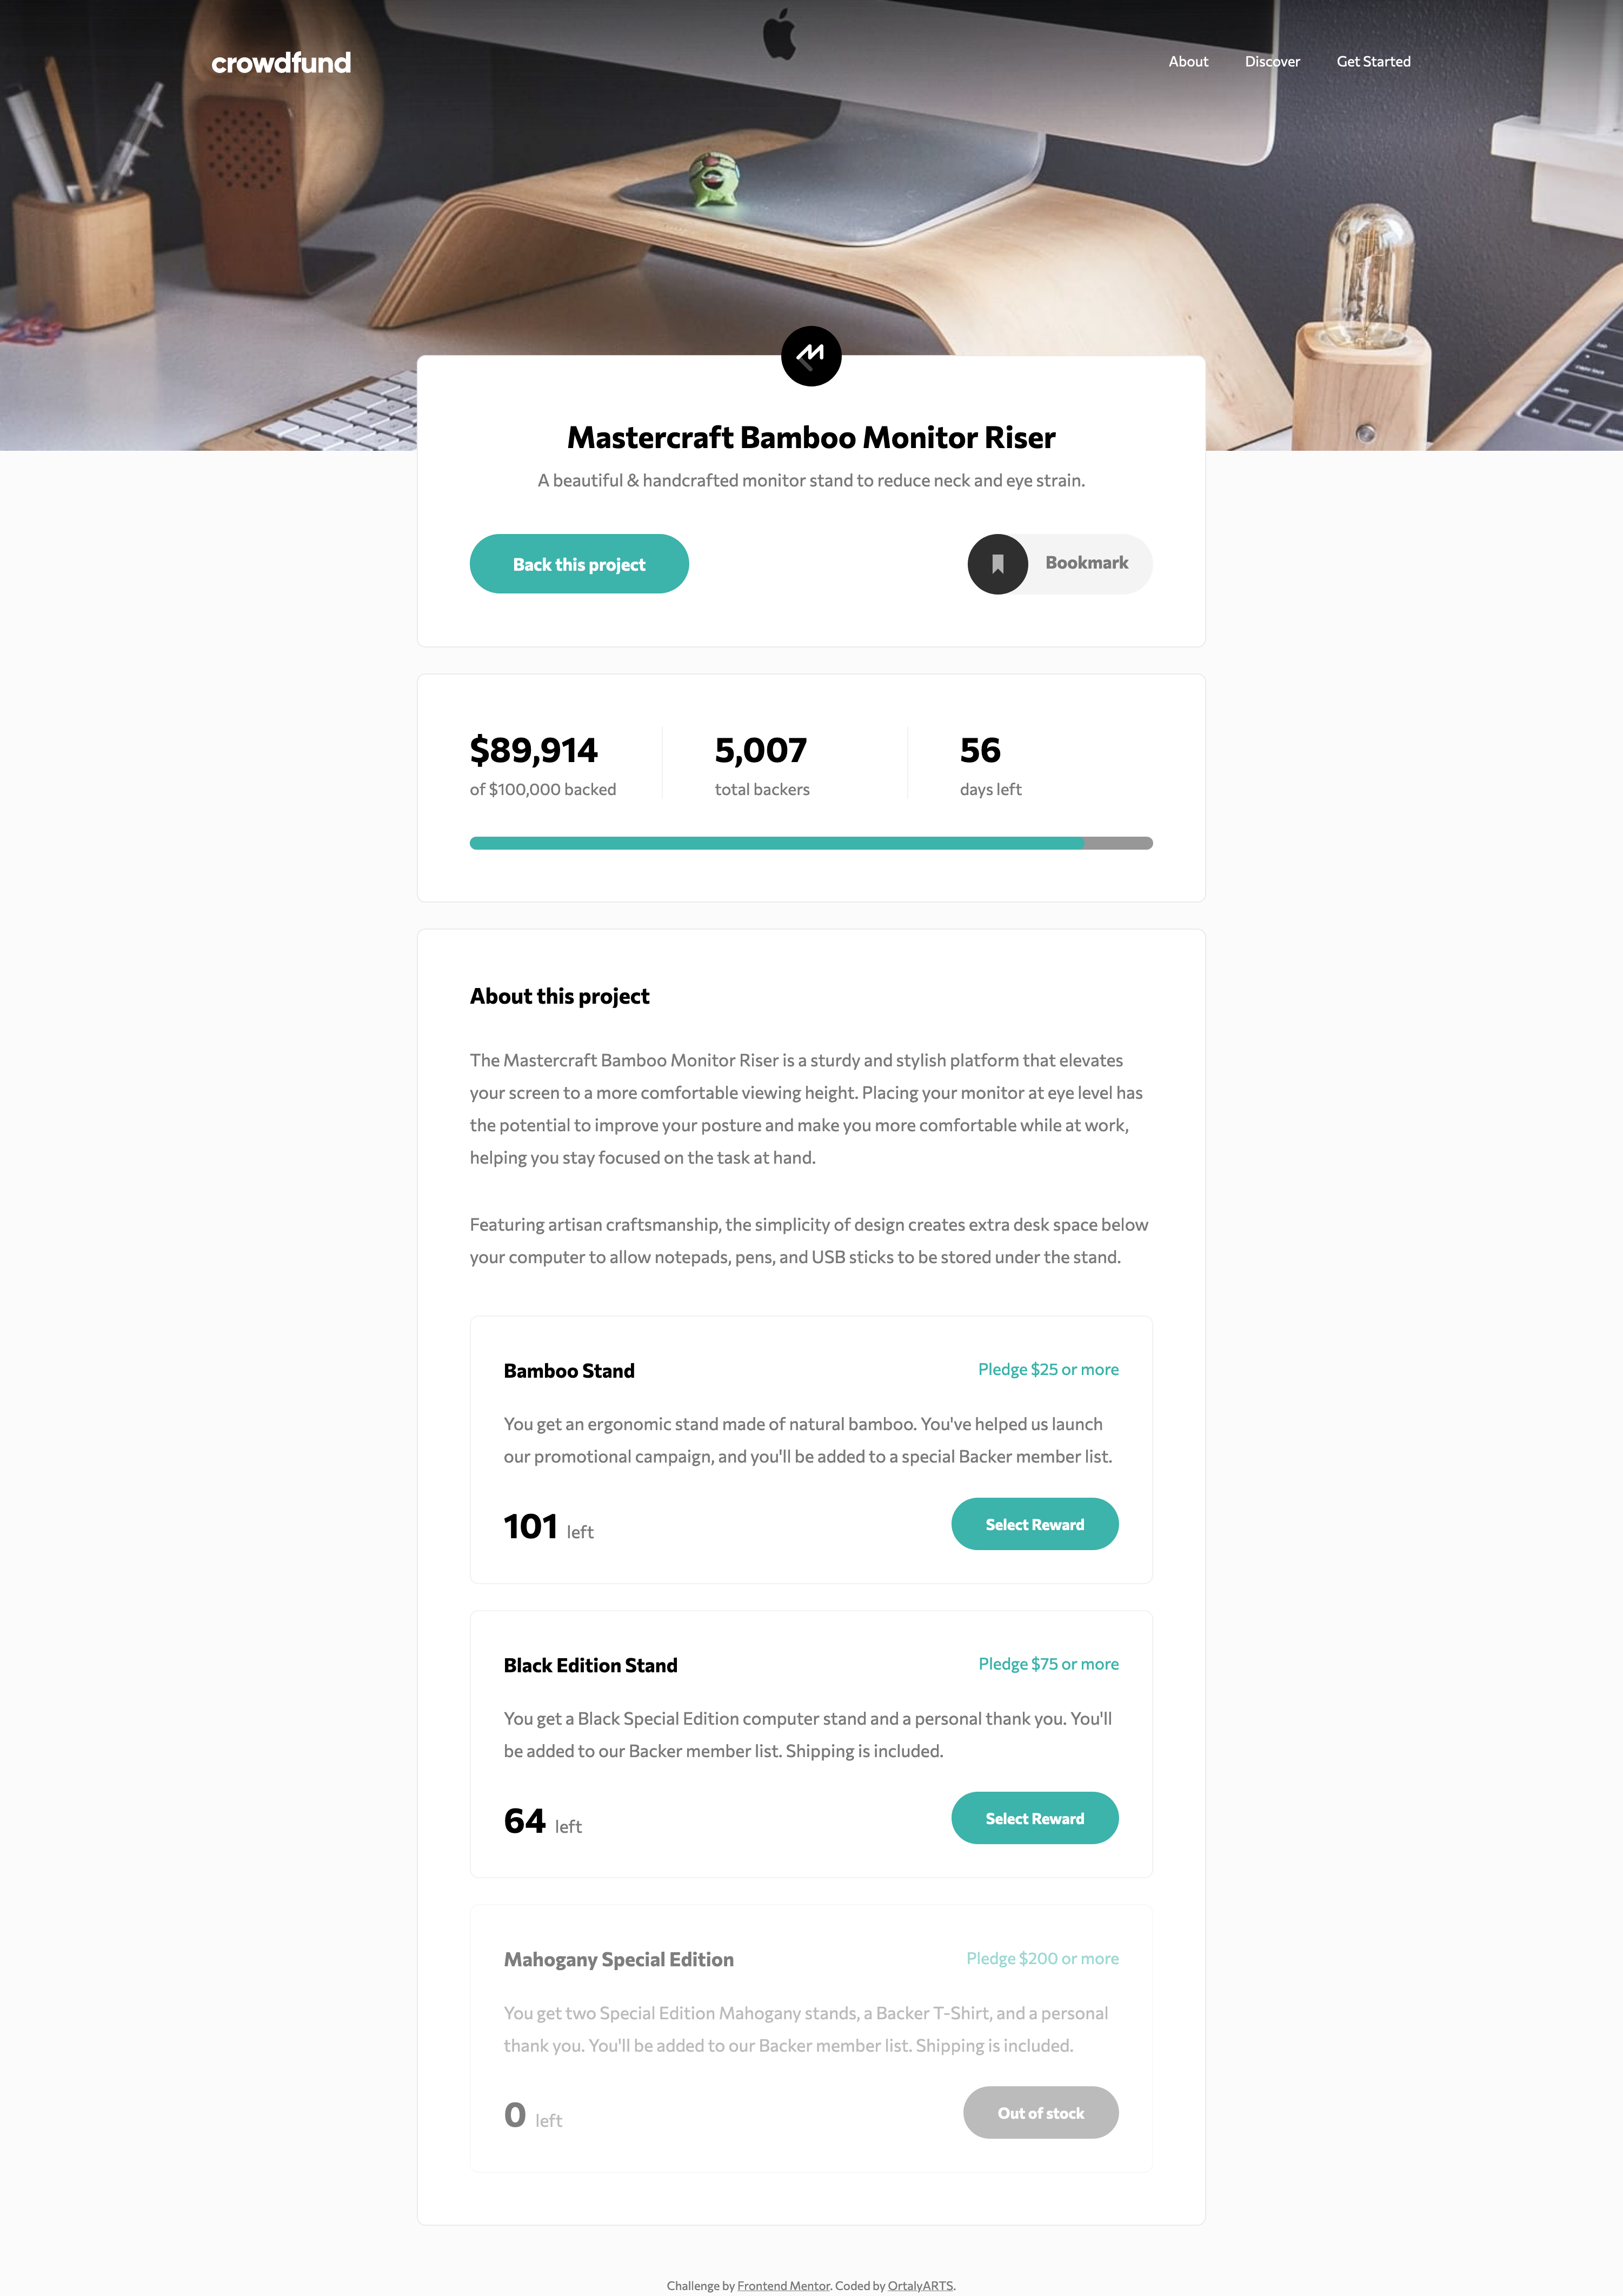 crowdfund
About Discover Get Started
Mastercraft Bamboo Monitor Riser
A beautiful & handcrafted monitor stand to reduce neck and eye strain.
Back this project
Bookmark
$89,914
of $100,000 backed
5,007
total backers
56
days left
About this project
The Mastercraft Bamboo Monitor Riser is a sturdy and stylish platform that elevates
your screen to a more comfortable viewing height. Placing your monitor at eye level has
the potential to improve your posture and make you more comfortable while at work,
helping you stay focused on the task at hand.
Featuring artisan craftsmanship, the simplicity of design creates extra desk space below
your computer to allow notepads, pens, and USB sticks to be stored under the stand.
Bamboo Stand
Pledge $25 or more
You get an ergonomic stand made of natural bamboo. You've helped us launch
our promotional campaign, and you'll be added to a special Backer member list.
101 left
Select Reward
Black Edition Stand
Pledge $75 or more
You get a Black Special Edition computer stand and a personal thank you. You'll
be added to our Backer member list. Shipping is included.
64 left
Select Reward
Mahogany Special Edition
Pledge $200 or more
You get two Special Edition Mahogany stands, a Backer T-Shirt, and a personal
thank you. You'll be added to our Backer member list. Shipping is included.
0 left
Out of stock
Challenge by Frontend Mentor. Coded by OrtalyARTS.